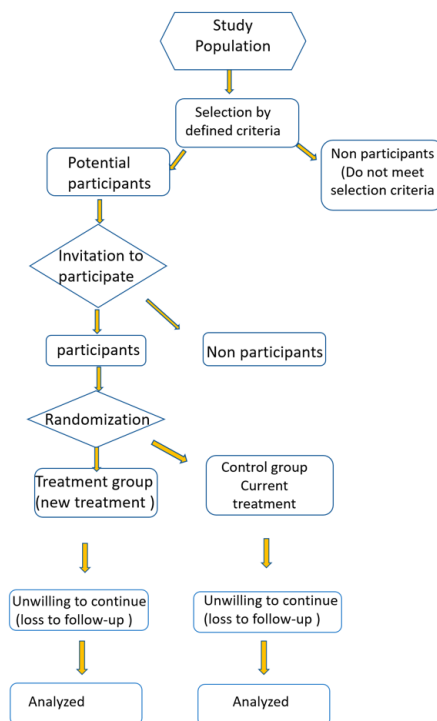 Study
Population
Selection by
defined criteria
Potential
participants
Non participants
(Do not meet
selection criteria
Invitation to
participate
participants
Non participants
Randomization
Treatment group
(new treatment )
Control group
Current
treatment
Unwilling to continue
(loss to follow-up )
Unwilling to continue
(loss to follow-up )
Analyzed
Analyzed